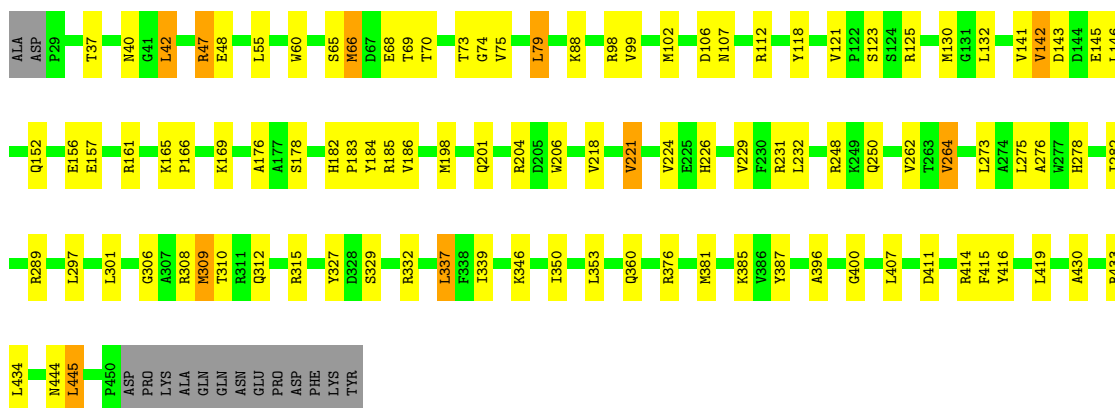 ALA ASP P29 T37 N40 G41 L42 R47 E48 L55 W60 S65 M66 D67 E68 T69 T70 T73 G74 V75 L79 K88 R98 V99 M102 D106 N107 R112 Y118 V121 P122 S123 S124 R125 M130 G131 L132 V141 V142 D143 D144 E145
Q152 E156 E157 R161 K165 P166 K169 A176 A177 S178 H182 P183 Y184 R185 V186 M198 Q201 R204 D205 W206 V218 V221 V224 E225 H226 V229 F230 R231 L232 R248 K249 Q250 V262 T263 V264 L273 A274 L275 A276 W277 H278
R289 L297 L301 G306 A307 R308 M309 T310 R311 Q312 R315 Y327 D328 S329 R332 L337 F338 I339 K346 I350 L353 Q360 R376 M381 K385 V386 Y387 A396 G400 L407 D411 R414 F415 Y416 L419 A430
L434 N444 L445 P450 ASP PRO LYS ALA GLN GLN ASN GLU PRO ASP PHE LYS TYR